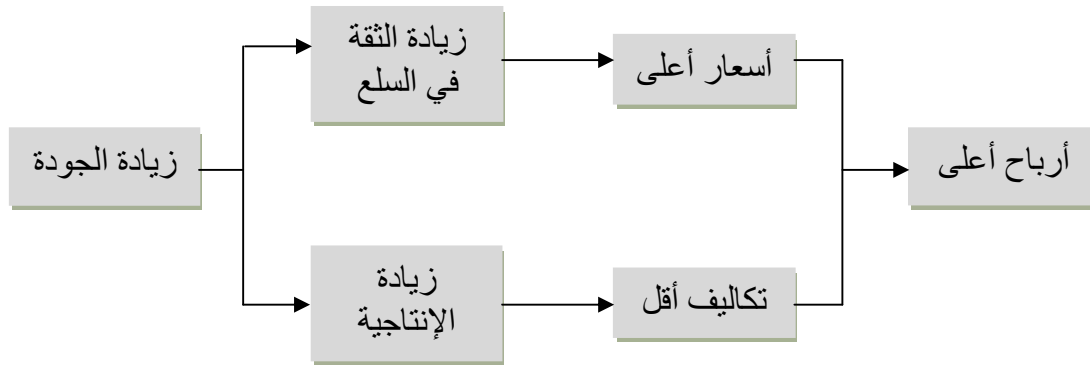 زيادة الجودة
زيادة الثقة
في السلع
أسعار أعلى
زيادة
الإنتاجية
تكاليف أقل
أرباح أعلى